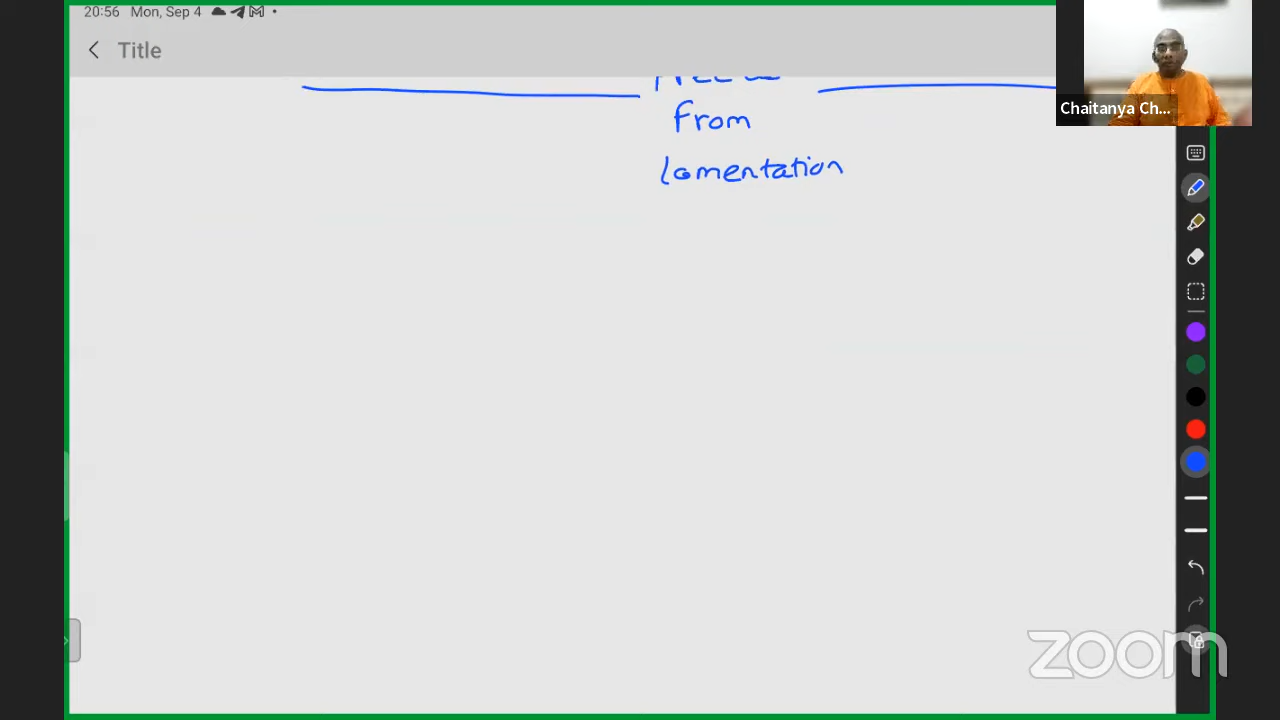 20:56 Mon, Sep 4
Title
From
lamentation
Chaitanya Ch...
zoom